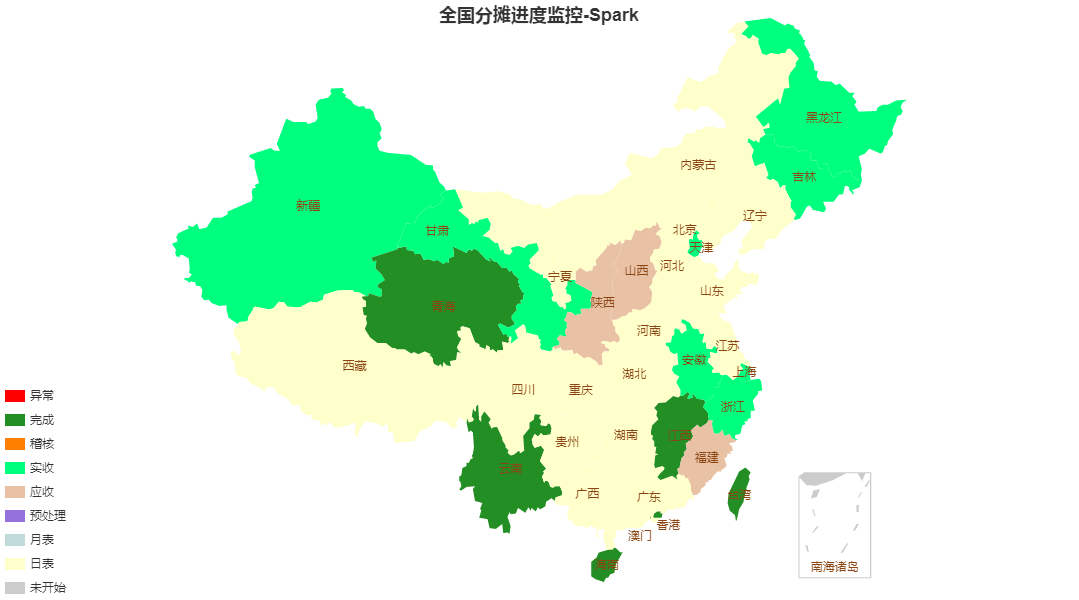 全国分摊进度监控-Spark
黑龙江
内蒙古
吉林
新疆
辽宁
甘肃
北京
天津
河北
山西
宁夏
山东
陕西
青海
河南
江苏
安徽
西藏
上海
湖北
四川
重庆
浙江
江西
湖南
贵州
福建
云南
广西
广东
台湾
香港
澳门
海南
南海诸岛
异常
完成
稽核
实收
应收
预处理
月表
日表
未开始